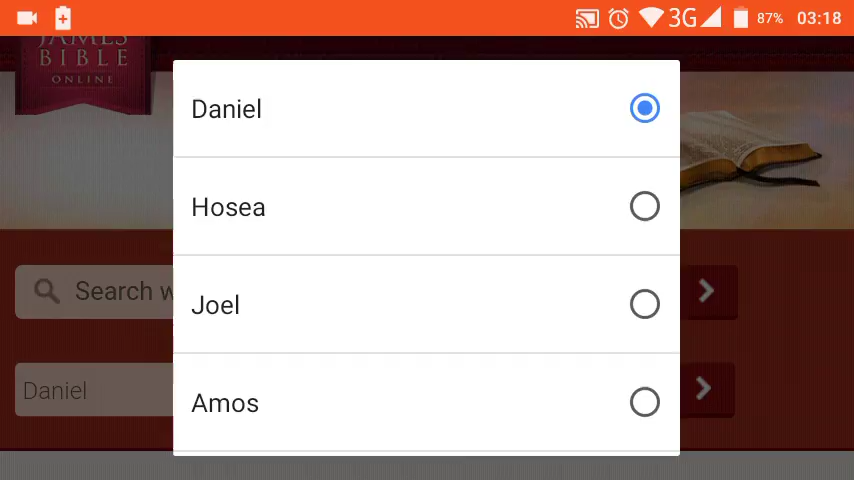 3G 87% 03:18
JAMES
BIBLE
ONLINE
Daniel
Hosea
Search
Joel
Daniel
Amos